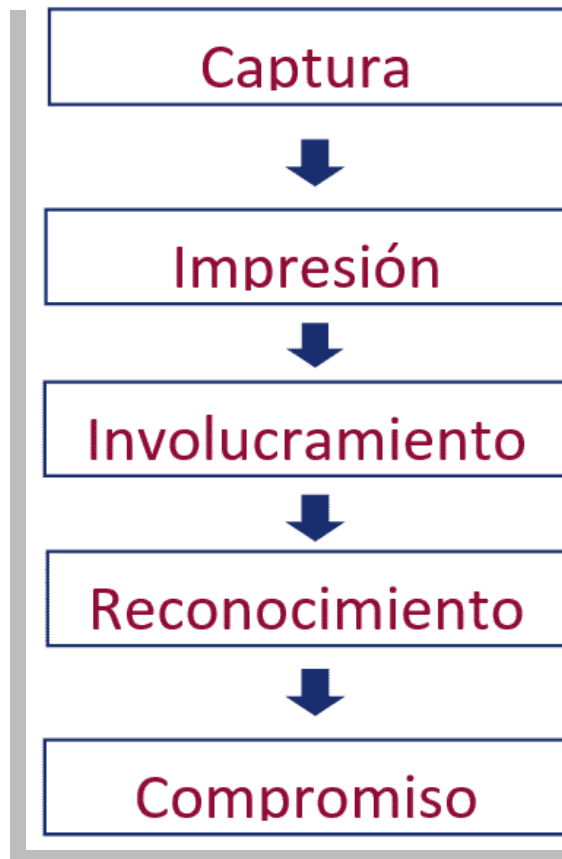 Captura
Impresión
Involucramiento
Reconocimiento
Compromiso